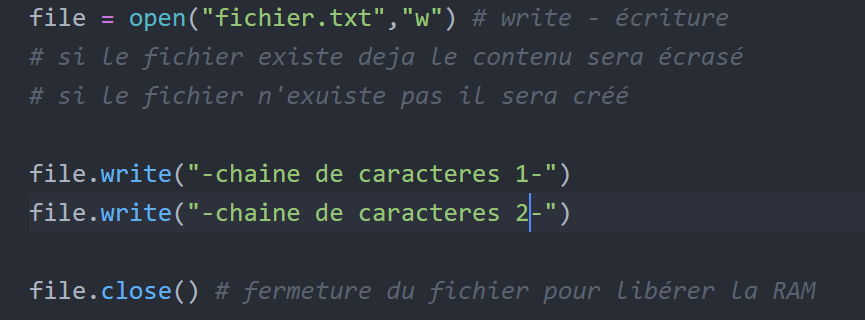 file = open("fichier.txt","w") # write - écriture
# si le fichier existe deja le contenu sera écrasé
# si le fichier n'exuiste pas il sera créé
file.write("-chaine de caracteres 1-")
file.write("-chaine de caracteres 2-")
file.close() # fermeture du fichier pour libérer la RAM